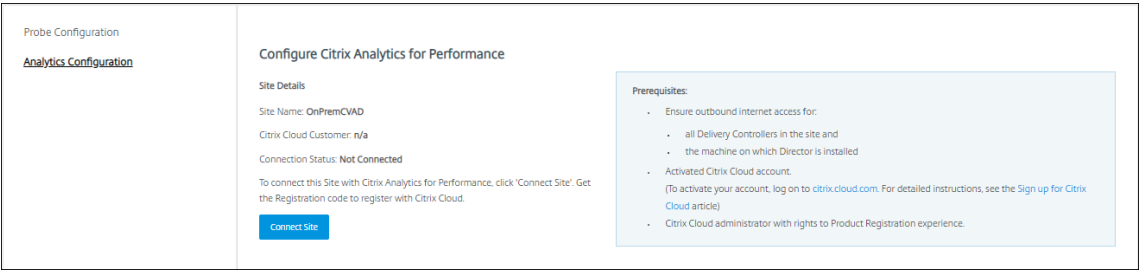 Probe Configuration
Analytics Configuration
Configure Citrix Analytics for Performance
Site Details
Site Name: OnPremCVAD
Citrix Cloud Customer: n/a
Connection Status: Not Connected
To connect this Site with Citrix Analytics for Performance, click 'Connect Site'. Get
the Registration code to register with Citrix Cloud.
Connect Site
Prerequisites:
• Ensure outbound internet access for:
• all Delivery Controllers in the site and
• the machine on which Director is installed
• Activated Citrix Cloud account.
(To activate your account, log on to citrix.cloud.com. For detailed instructions, see the Sign up for Citrix
Cloud article)
• Citrix Cloud administrator with rights to Product Registration experience.